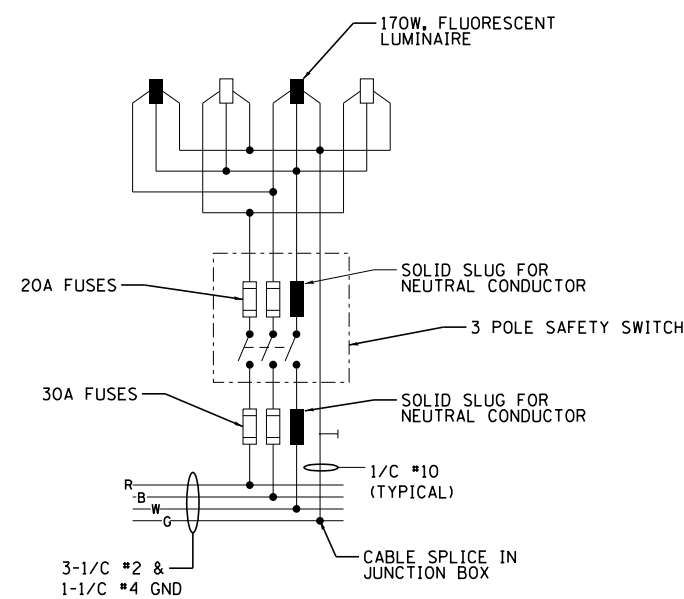 170W, FLUORESCENT
LUMINAIRE
SOLID SLUG FOR
NEUTRAL CONDUCTOR
20A FUSES
3 POLE SAFETY SWITCH
30A FUSES
SOLID SLUG FOR
NEUTRAL CONDUCTOR
1/C #10
(TYPICAL)
R
B
W
G
CABLE SPLICE IN
JUNCTION BOX
3-1/C #2 &
1-1/C #4 GND